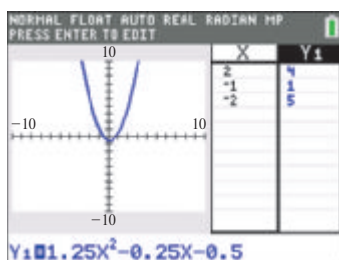 NORMAL FLOAT AUTO REAL RADIAN MP
PRESS ENTER TO EDIT
10
-10
10
-10
X Y1
2 4
-1 1
-2 5
Y1=1.25X²-0.25X-0.5